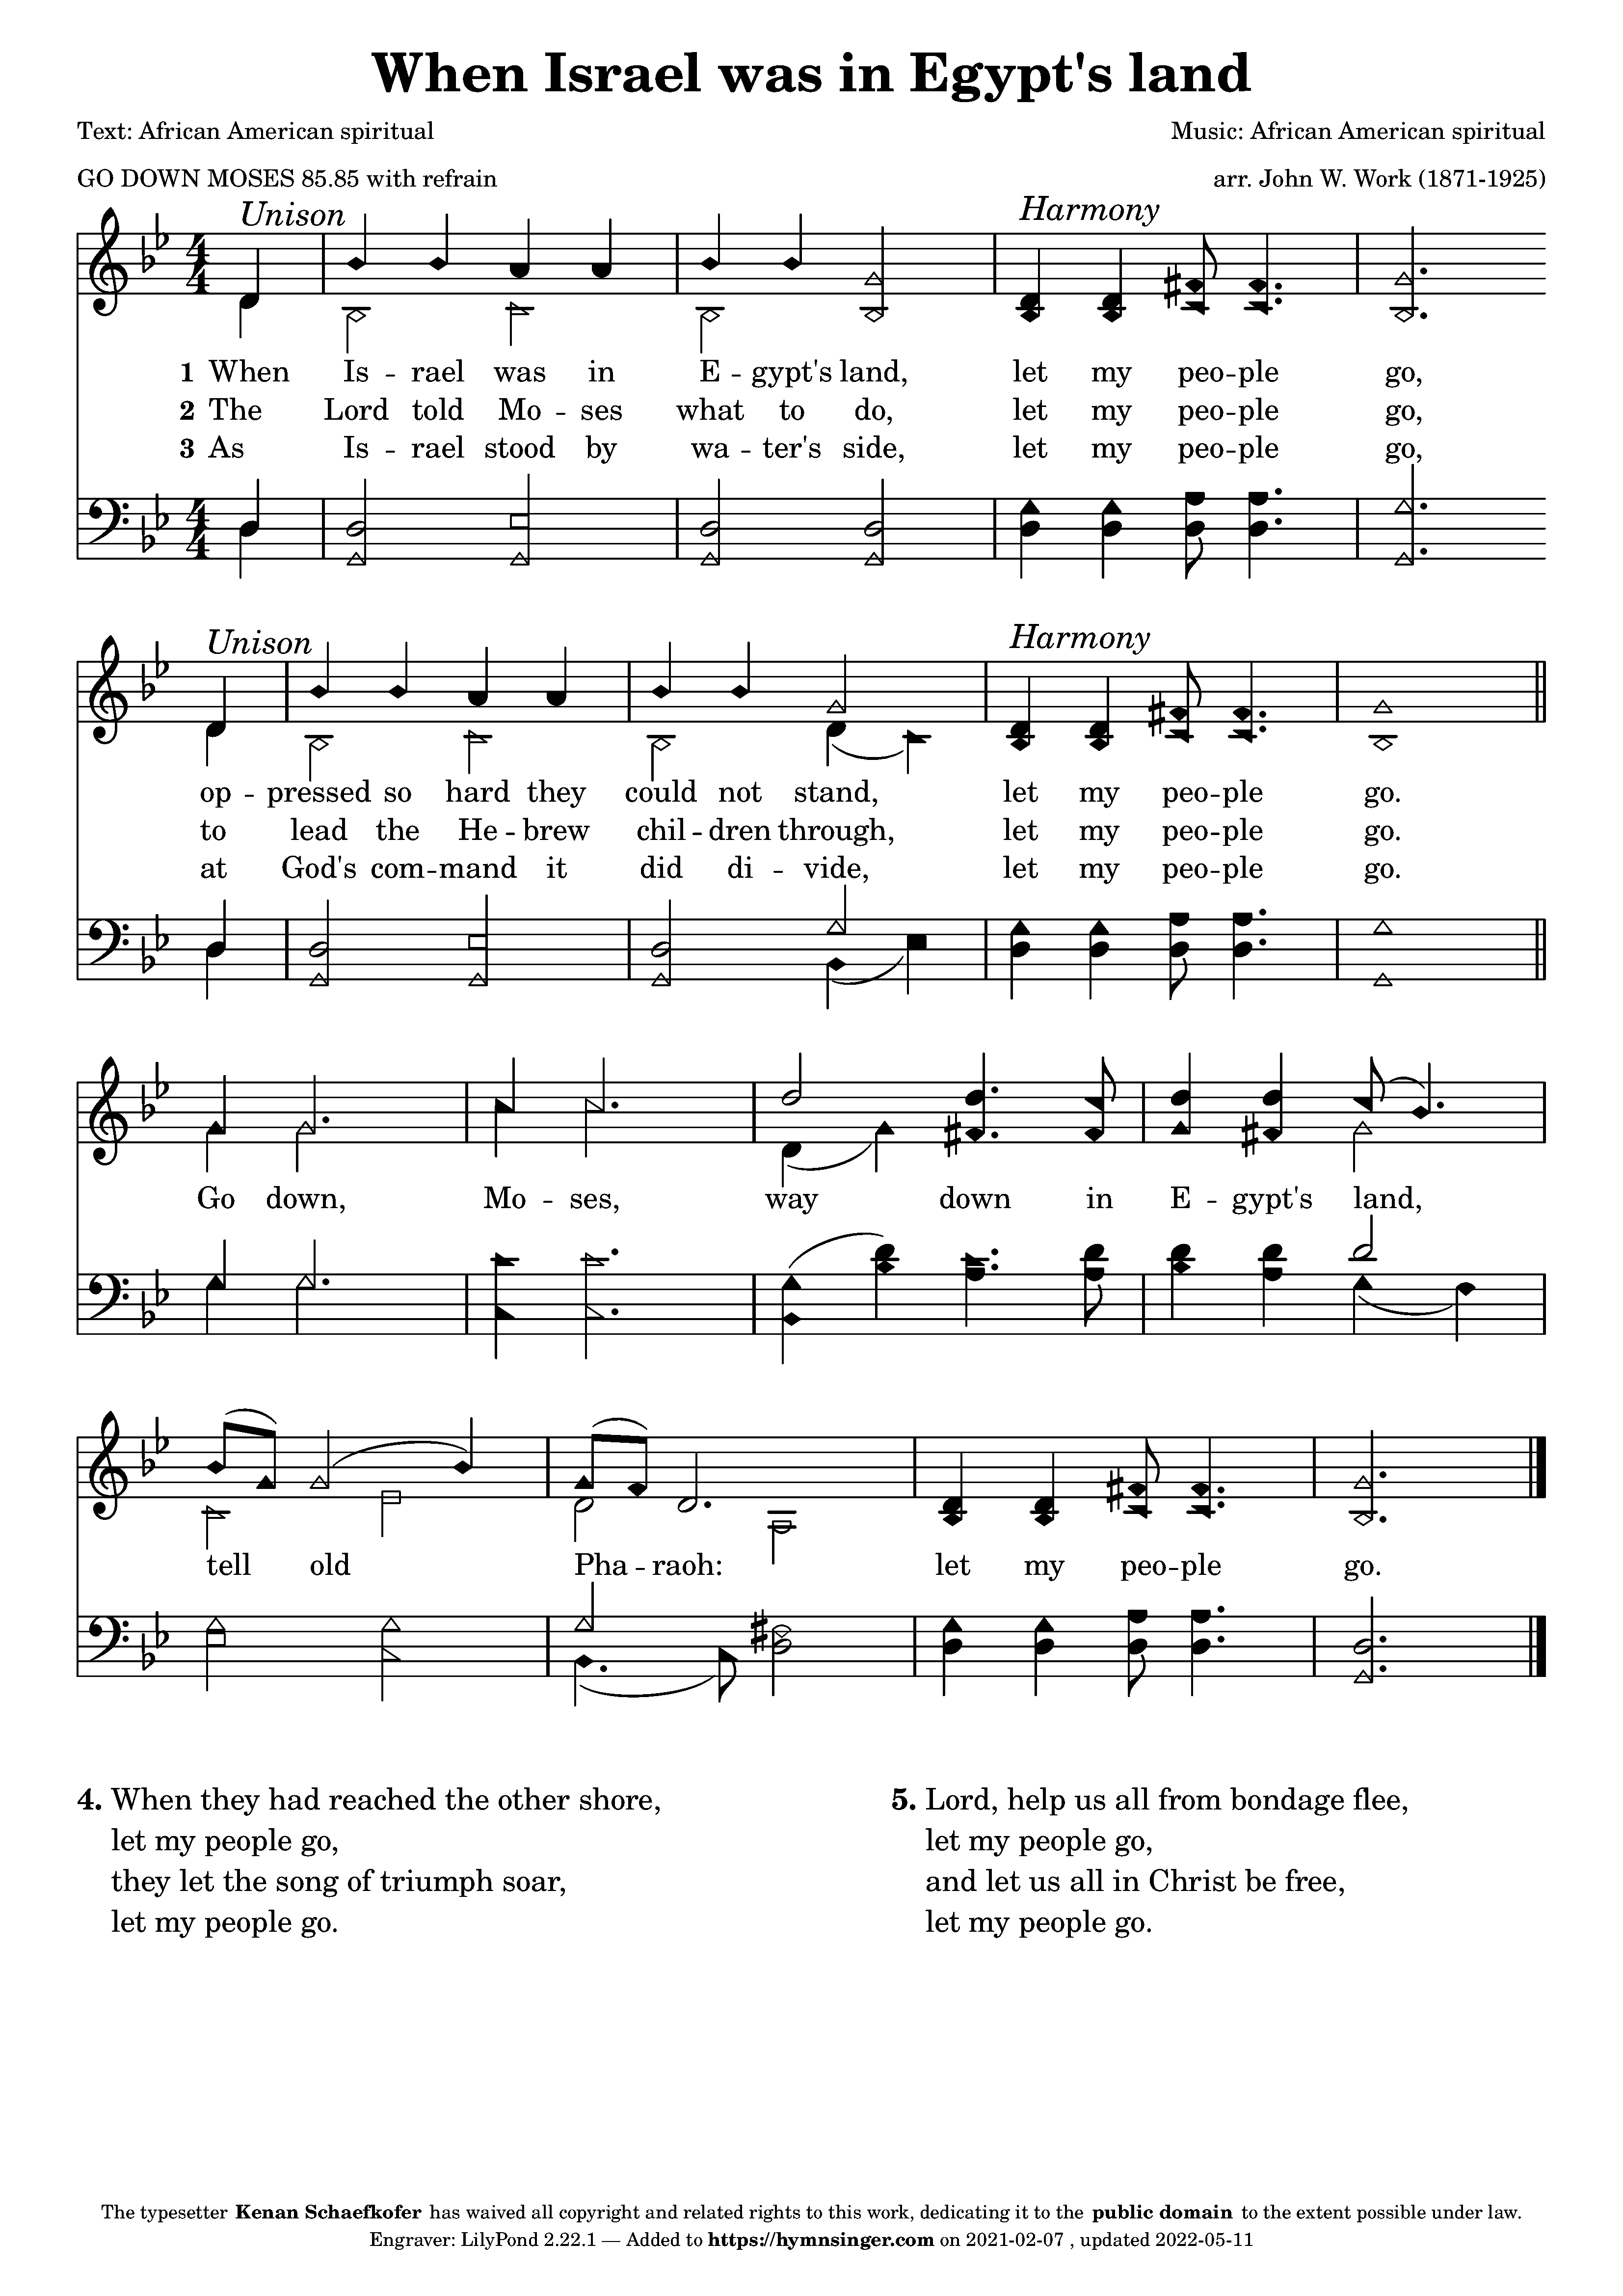 When Israel was in Egypt's land
Text: African American spiritual
Music: African American spiritual
GO DOWN MOSES 85.85 with refrain
arr. John W. Work (1871-1925)
Unison
Harmony
4
4
1 When Is -- rael was in E -- gypt's land, let my peo -- ple go,
2 The Lord told Mo -- ses what to do, let my peo -- ple go,
3 As Is -- rael stood by wa -- ter's side, let my peo -- ple go,
4
4
Unison
Harmony
op -- pressed so hard they could not stand, let my peo -- ple go.
to lead the He -- brew chil -- dren through, let my peo -- ple go.
at God's com -- mand it did di -- vide, let my peo -- ple go.
Go down, Mo -- ses, way down in E -- gypt's land,
tell old Pha -- raoh: let my peo -- ple go.
4. When they had reached the other shore,
let my people go,
they let the song of triumph soar,
let my people go.
5. Lord, help us all from bondage flee,
let my people go,
and let us all in Christ be free,
let my people go.
The typesetter Kenan Schaefkofer has waived all copyright and related rights to this work, dedicating it to the public domain to the extent possible under law.
Engraver: LilyPond 2.22.1 — Added to https://hymnsinger.com on 2021-02-07 , updated 2022-05-11